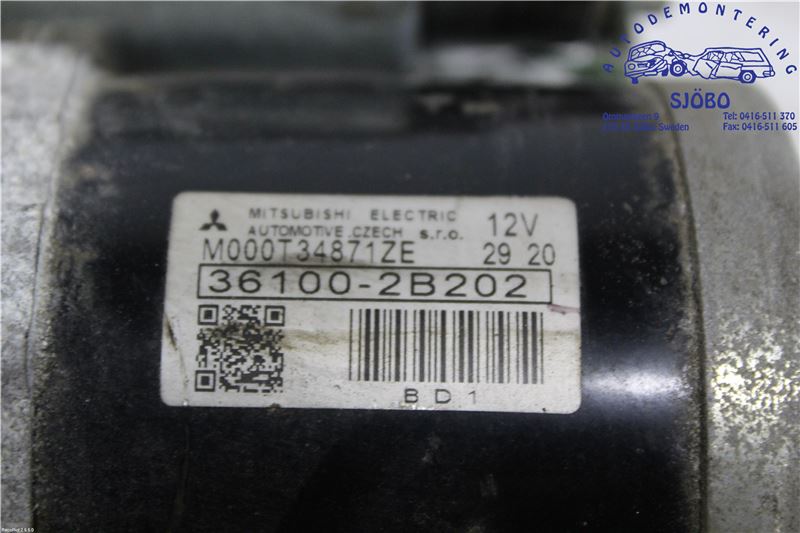 AUTODEMONTERING
SJÖBO
Tel: 0416-511 370
Sweden Fax: 0416-511 605
MITSUBISHI ELECTRIC 12V
AUTOMOTIVE CZECH s.r.o.
M000T34871ZE 29 20
36100-2B202
BD1